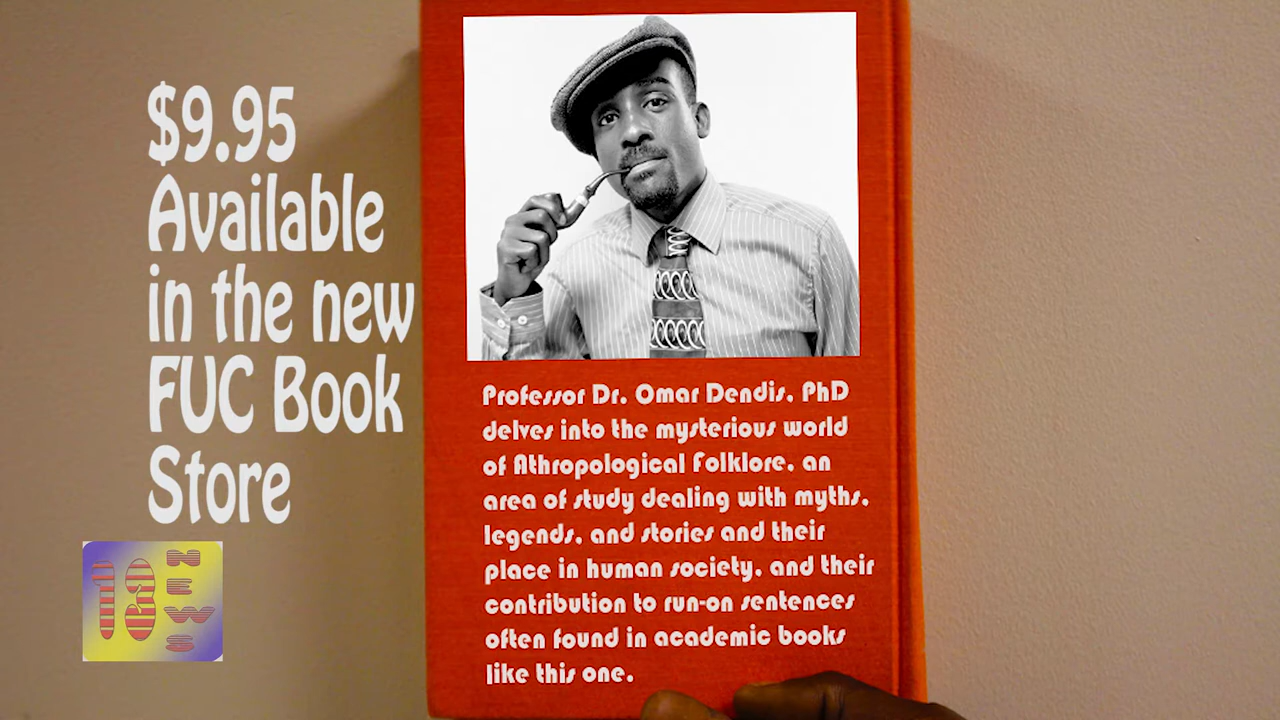 $9.95
Available
in the new
FUC Book
Store
13
News
Professor Dr. Omar Dendis, PhD
delves into the mysterious world
of Athropological Folklore, an
area of study dealing with myths,
legends, and stories and their
place in human society, and their
contribution to run-on sentences
often found in academic books
like this one.